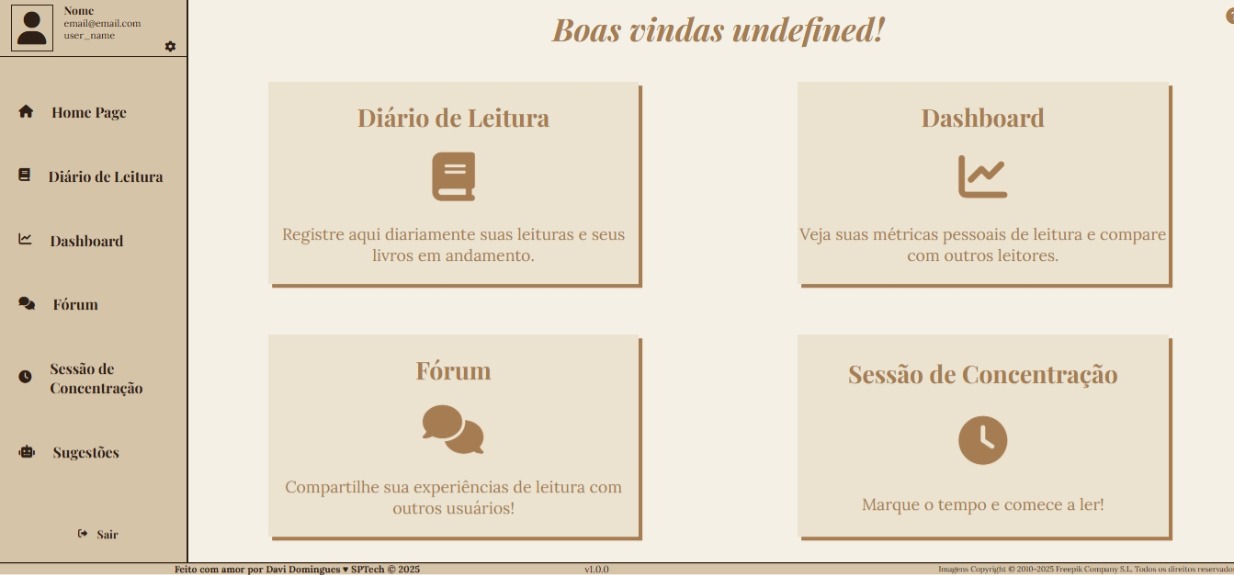 Nome
email@email.com
user_name
Home Page
Diário de Leitura
Dashboard
Fórum
Sessão de
Concentração
Sugestões
Sair
Boas vindas undefined!
Diário de Leitura
Registre aqui diariamente suas leituras e seus
livros em andamento.
Dashboard
Veja suas métricas pessoais de leitura e compare
com outros leitores.
Fórum
Compartilhe sua experiências de leitura com
outros usuários!
Sessão de Concentração
Marque o tempo e comece a ler!
Feito com amor por Davi Domingues ♥ SPTech © 2025
v1.0.0
Imagens Copyright © 2010-2025 Freepik Company S.L. Todos os direitos reservados